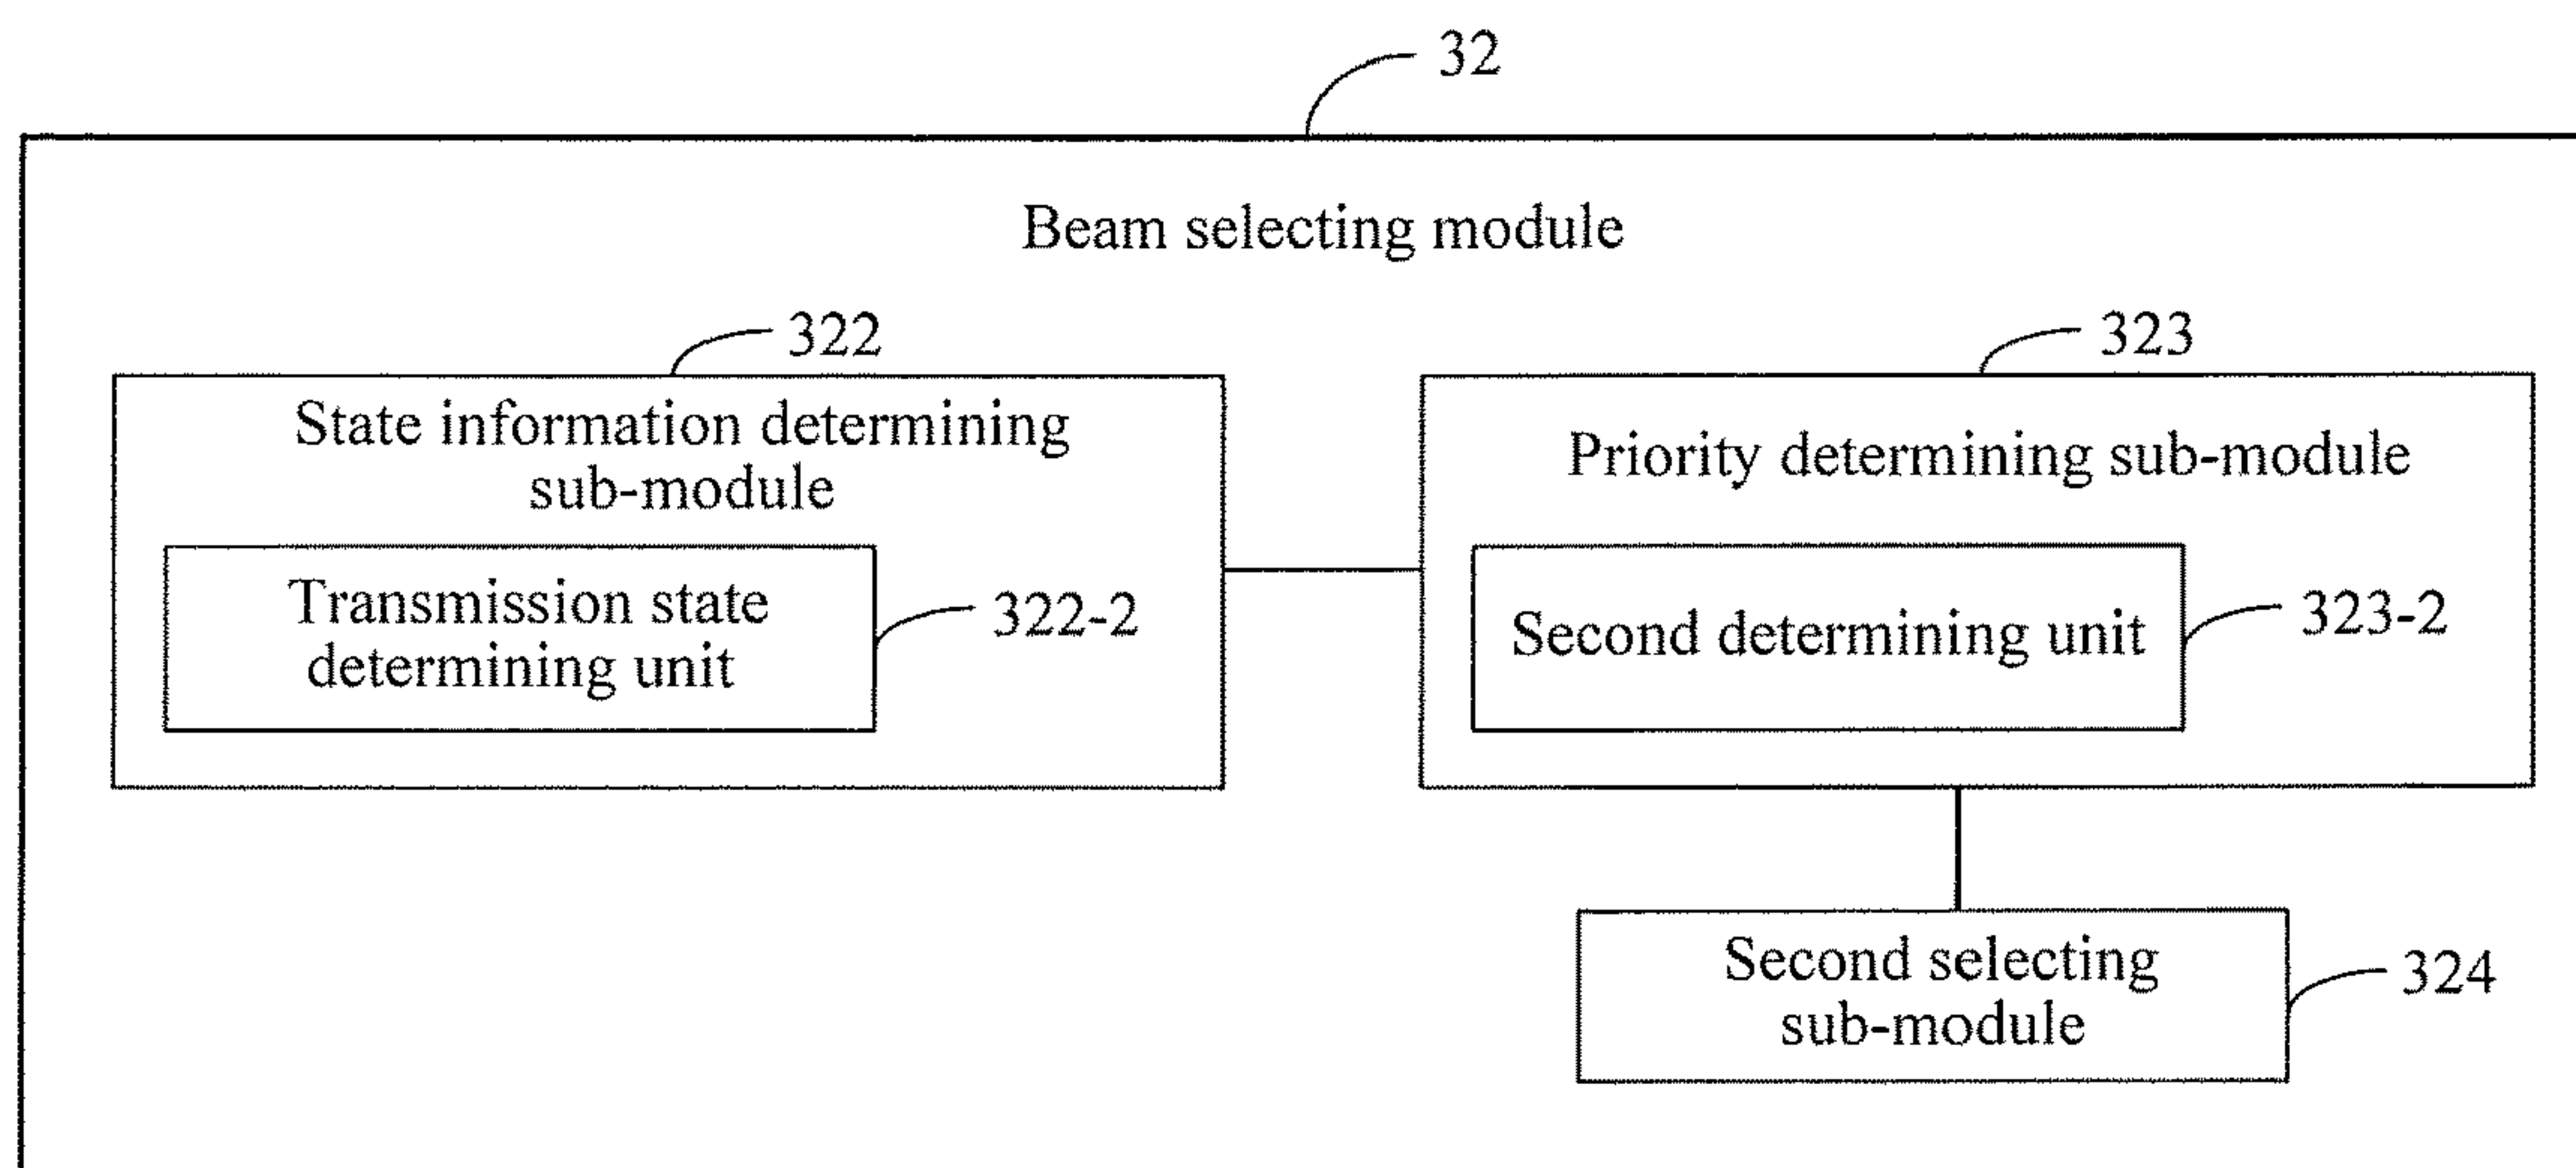 32
Beam selecting module
322
323
State information determining
sub-module
Priority determining sub-module
Transmission state
determining unit
322-2
Second determining unit
323-2
Second selecting
sub-module
324